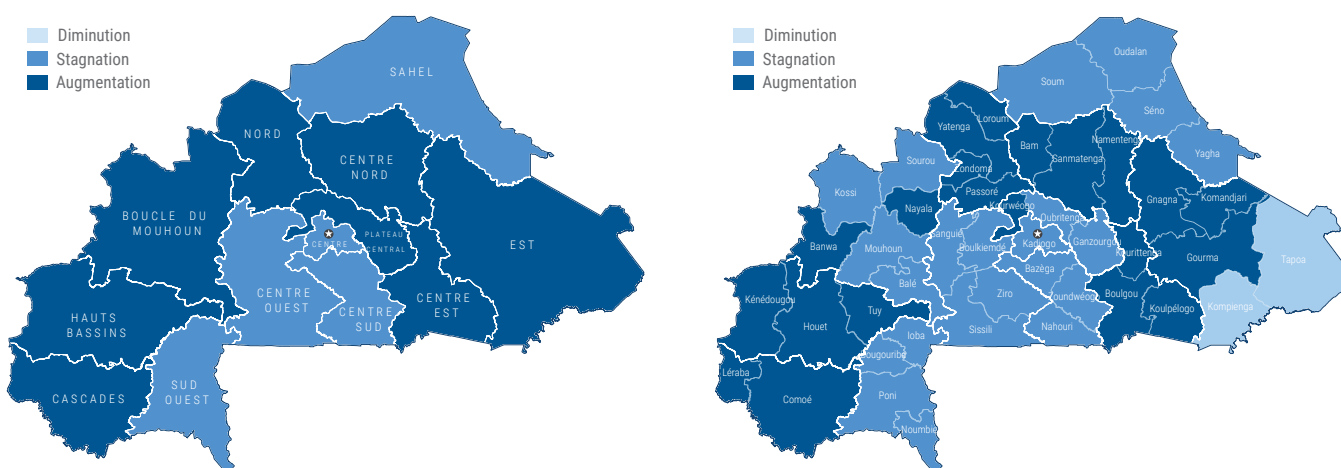 Diminution
Stagnation
Augmentation
SAHEL
NORD
CENTRE
NORD
BOUCLE DU
MOUHOUN
PLATEAU
CENTRAL
CENTRE
EST
CENTRE
OUEST
CENTRE
SUD
CENTRE
EST
HAUTS
BASSINS
CASCADES
SUD
OUEST
Diminution
Stagnation
Augmentation
Oudalan
Soum
Séno
Yagha
Loroum
Yatenga
Bam
Namentenga
Sanmatenga
Sourou
Zondoma
Kossi
Passoré
Komandjari
Gnagna
Nayala
Kourwéogo
Oubritenga
Sanguié
Boulkiemdé
Kadiogo
Ganzourgou
Banwa
Mouhoun
Kourittenga
Gourma
Tapoa
Bazèga
Balé
Ziro
Zoundwéogo
Boulgou
Koulpélogo
Kompienga
Kénédougou
Tuy
Houet
Sissili
Nahouri
Ioba
Bougouriba
Léraba
Comoé
Poni
Noumbiel